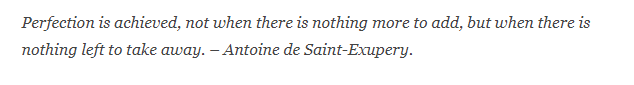 Perfection is achieved, not when there is nothing more to add, but when there is
nothing left to take away. – Antoine de Saint-Exupery.